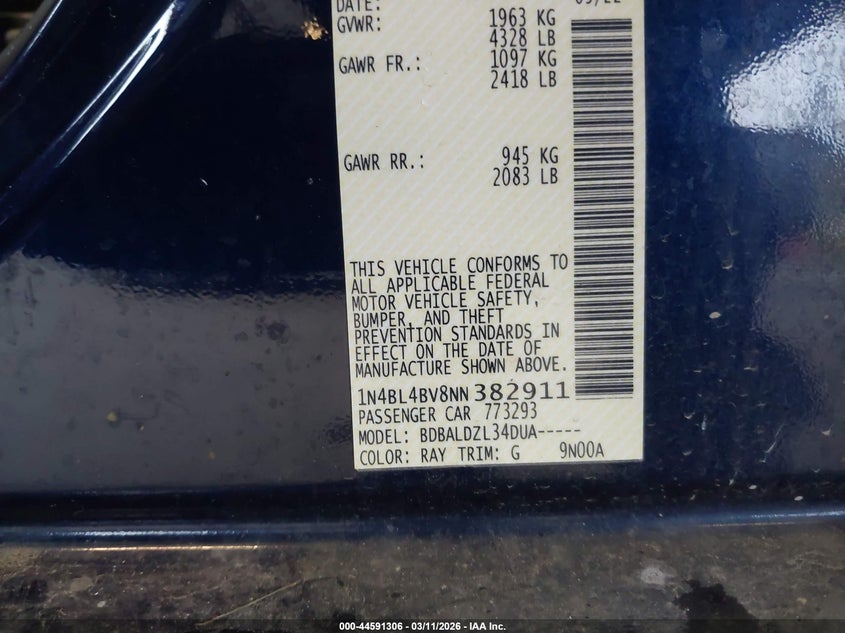 DATE:
GVWR: 1963 KG
4328 LB
GAWR FR.: 1097 KG
2418 LB
GAWR RR.: 945 KG
2083 LB
THIS VEHICLE CONFORMS TO
ALL APPLICABLE FEDERAL
MOTOR VEHICLE SAFETY,
BUMPER, AND THEFT
PREVENTION STANDARDS IN
EFFECT ON THE DATE OF
MANUFACTURE SHOWN ABOVE.
1N4BL4BV8NN382911
PASSENGER CAR 773293
MODEL: BDBALDZL34DUA-----
COLOR: RAY TRIM: G 9N00A
000-44591306 - 03/11/2026 - IAA Inc.